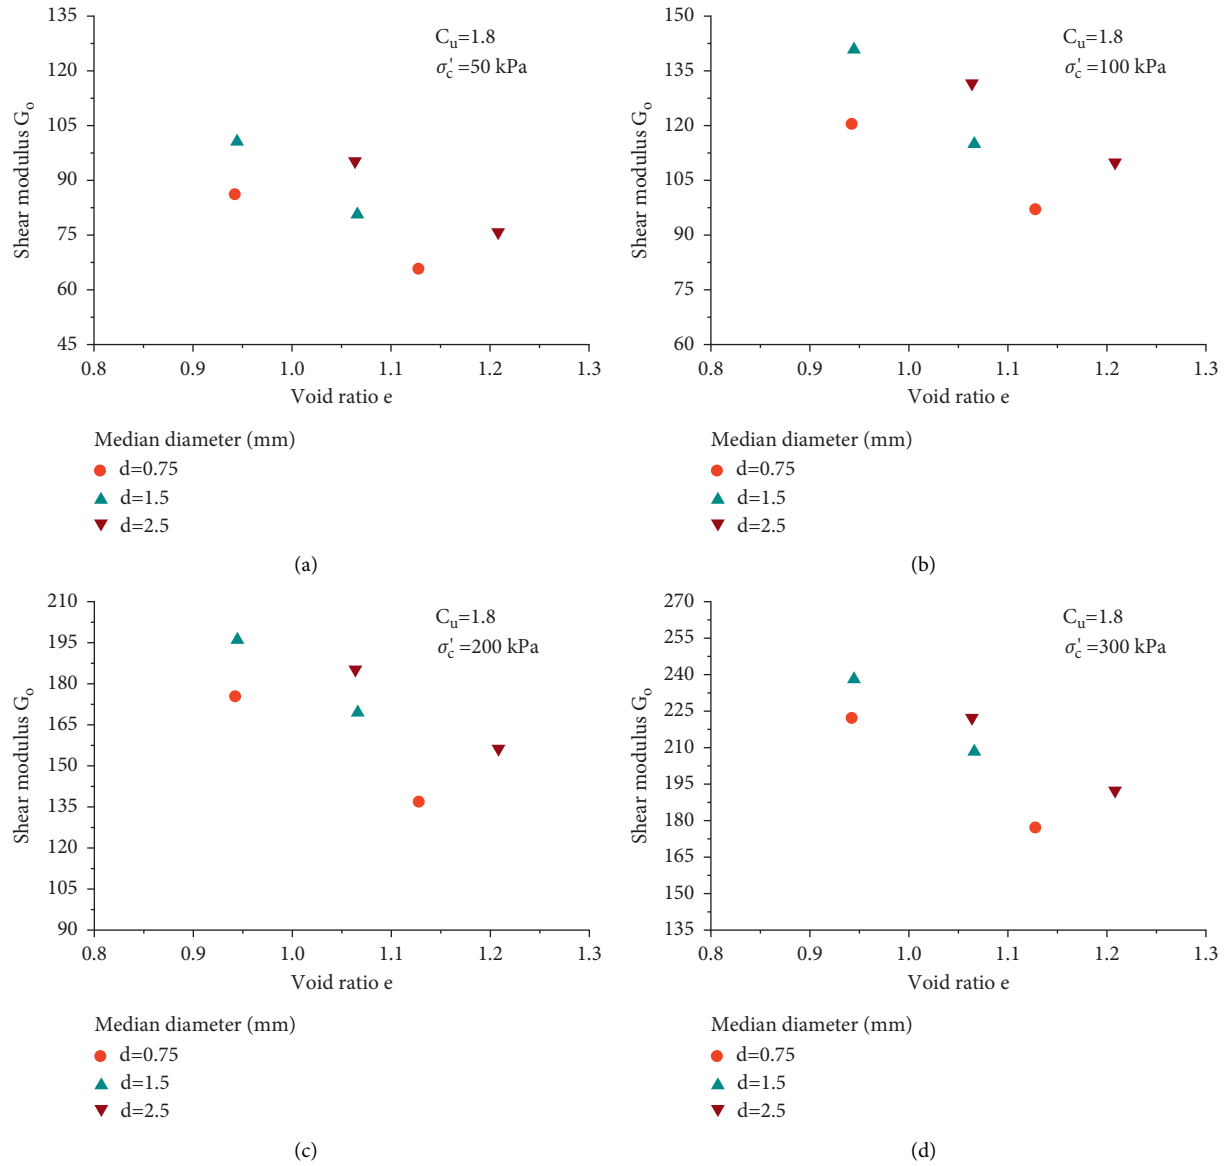 135
120
105
90
75
60
45
Shear modulus Gₒ
Cᵤ=1.8
σ'c=50 kPa
0.8 0.9 1.0 1.1 1.2 1.3
Void ratio e
Median diameter (mm)
d=0.75
d=1.5
d=2.5
(a)
150
135
120
105
90
75
60
Shear modulus Gₒ
Cᵤ=1.8
σ'c=100 kPa
0.8 0.9 1.0 1.1 1.2 1.3
Void ratio e
Median diameter (mm)
d=0.75
d=1.5
d=2.5
(b)
210
195
180
165
150
135
120
105
90
Shear modulus Gₒ
Cᵤ=1.8
σ'c=200 kPa
0.8 0.9 1.0 1.1 1.2 1.3
Void ratio e
Median diameter (mm)
d=0.75
d=1.5
d=2.5
(c)
270
255
240
225
210
195
180
165
150
135
Shear modulus Gₒ
Cᵤ=1.8
σ'c=300 kPa
0.8 0.9 1.0 1.1 1.2 1.3
Void ratio e
Median diameter (mm)
d=0.75
d=1.5
d=2.5
(d)